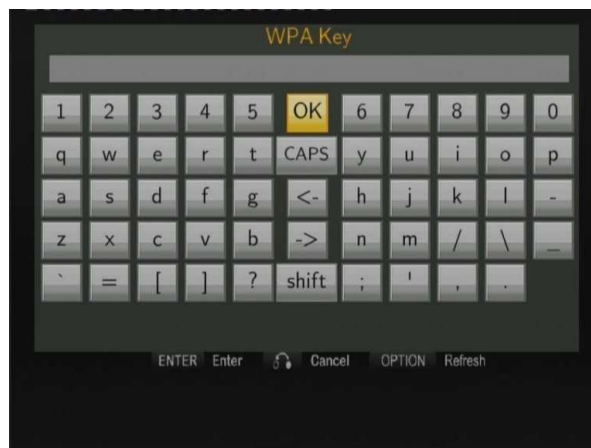 WPA Key
1 2 3 4 5 OK 6 7 8 9 0
q w e r t CAPS y u i o p
a s d f g <- h j k l -
z x c v b -> n m / \ _
` = [ ] ? shift ; ' , .
ENTER Enter Cancel OPTION Refresh